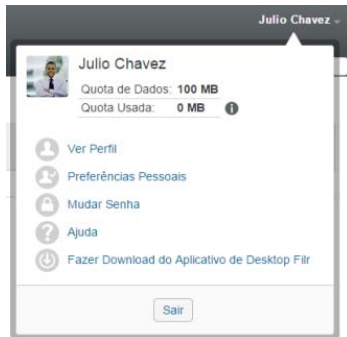 Julio Chavez
Julio Chavez
Quota de Dados: 100 MB
Quota Usada: 0 MB
Ver Perfil
Preferências Pessoais
Mudar Senha
Ajuda
Fazer Download do Aplicativo de Desktop Filr
Sair